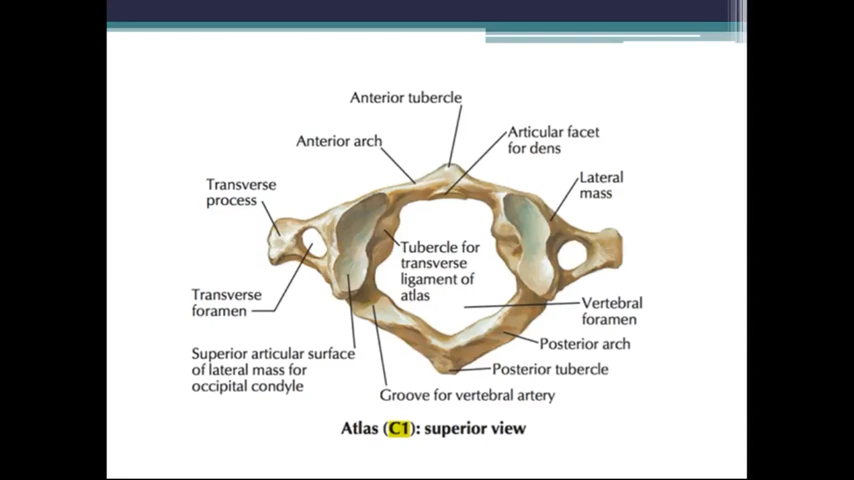 Anterior tubercle
Articular facet
for dens
Anterior arch
Lateral
mass
Transverse
process
Tubercle for
transverse
ligament of
atlas
Transverse
foramen
Vertebral
foramen
Posterior arch
Superior articular surface
of lateral mass for
occipital condyle
Posterior tubercle
Groove for vertebral artery
Atlas (C1): superior view